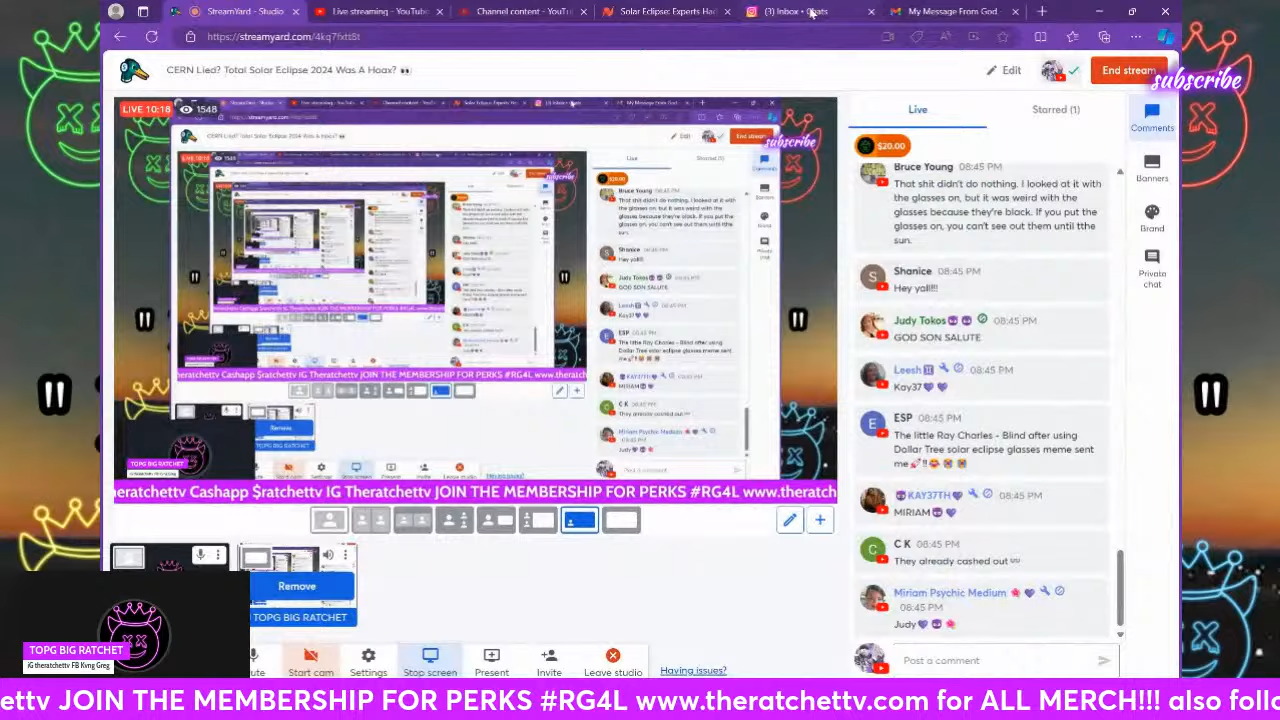 StreamYard - Studio
Live streaming - YouTub
Channel content - YouTu
Solar Eclipse: Experts Ha
(3) Inbox •
My Message From God
https://streamyard.com/4kq7fxtt8t
CERN Lied? Total Solar Eclipse 2024 Was A Hoax? 👀
Edit
End stream
subscribe
LIVE 10:18
1548
Live
Starred (1)
Comments
Banners
Brand
Private chat
$20.00
Bruce Young 08:45 PM
That shit didn't do nothing. I looked at it
with the glasses on, but it was weird with the
glasses because they're black. If you put the
glasses on, you can't see out them until tthe
sun.
Shanice 08:45 PM
Hey yall!!!
Judy Tokos 08:45 PM
GOD SON SALUTE
Leesh 08:45 PM
Kay37
ESP 08:45 PM
The little Ray Charles - Blind after using
Dollar Tree solar eclipse glasses meme sent
me
KAY37TH 08:45 PM
MIRIAM
C K 08:45 PM
They already cashed out
Miriam Psychic Medium
08:45 PM
Judy
Post a comment
heratchettv Cashapp $ratchettv IG Theratchettv JOIN THE MEMBERSHIP FOR PERKS #RG4L www.theratch
Remove
TOPG BIG RATCHET
ute
Start cam
Settings
Stop screen
Present
Invite
Leave studio
Having issues?
TOPG BIG RATCHET
IG theratchettv FB Kvng Greg
ettv JOIN THE MEMBERSHIP FOR PERKS #RG4L www.theratchettv.com for ALL MERCH!!! also follo